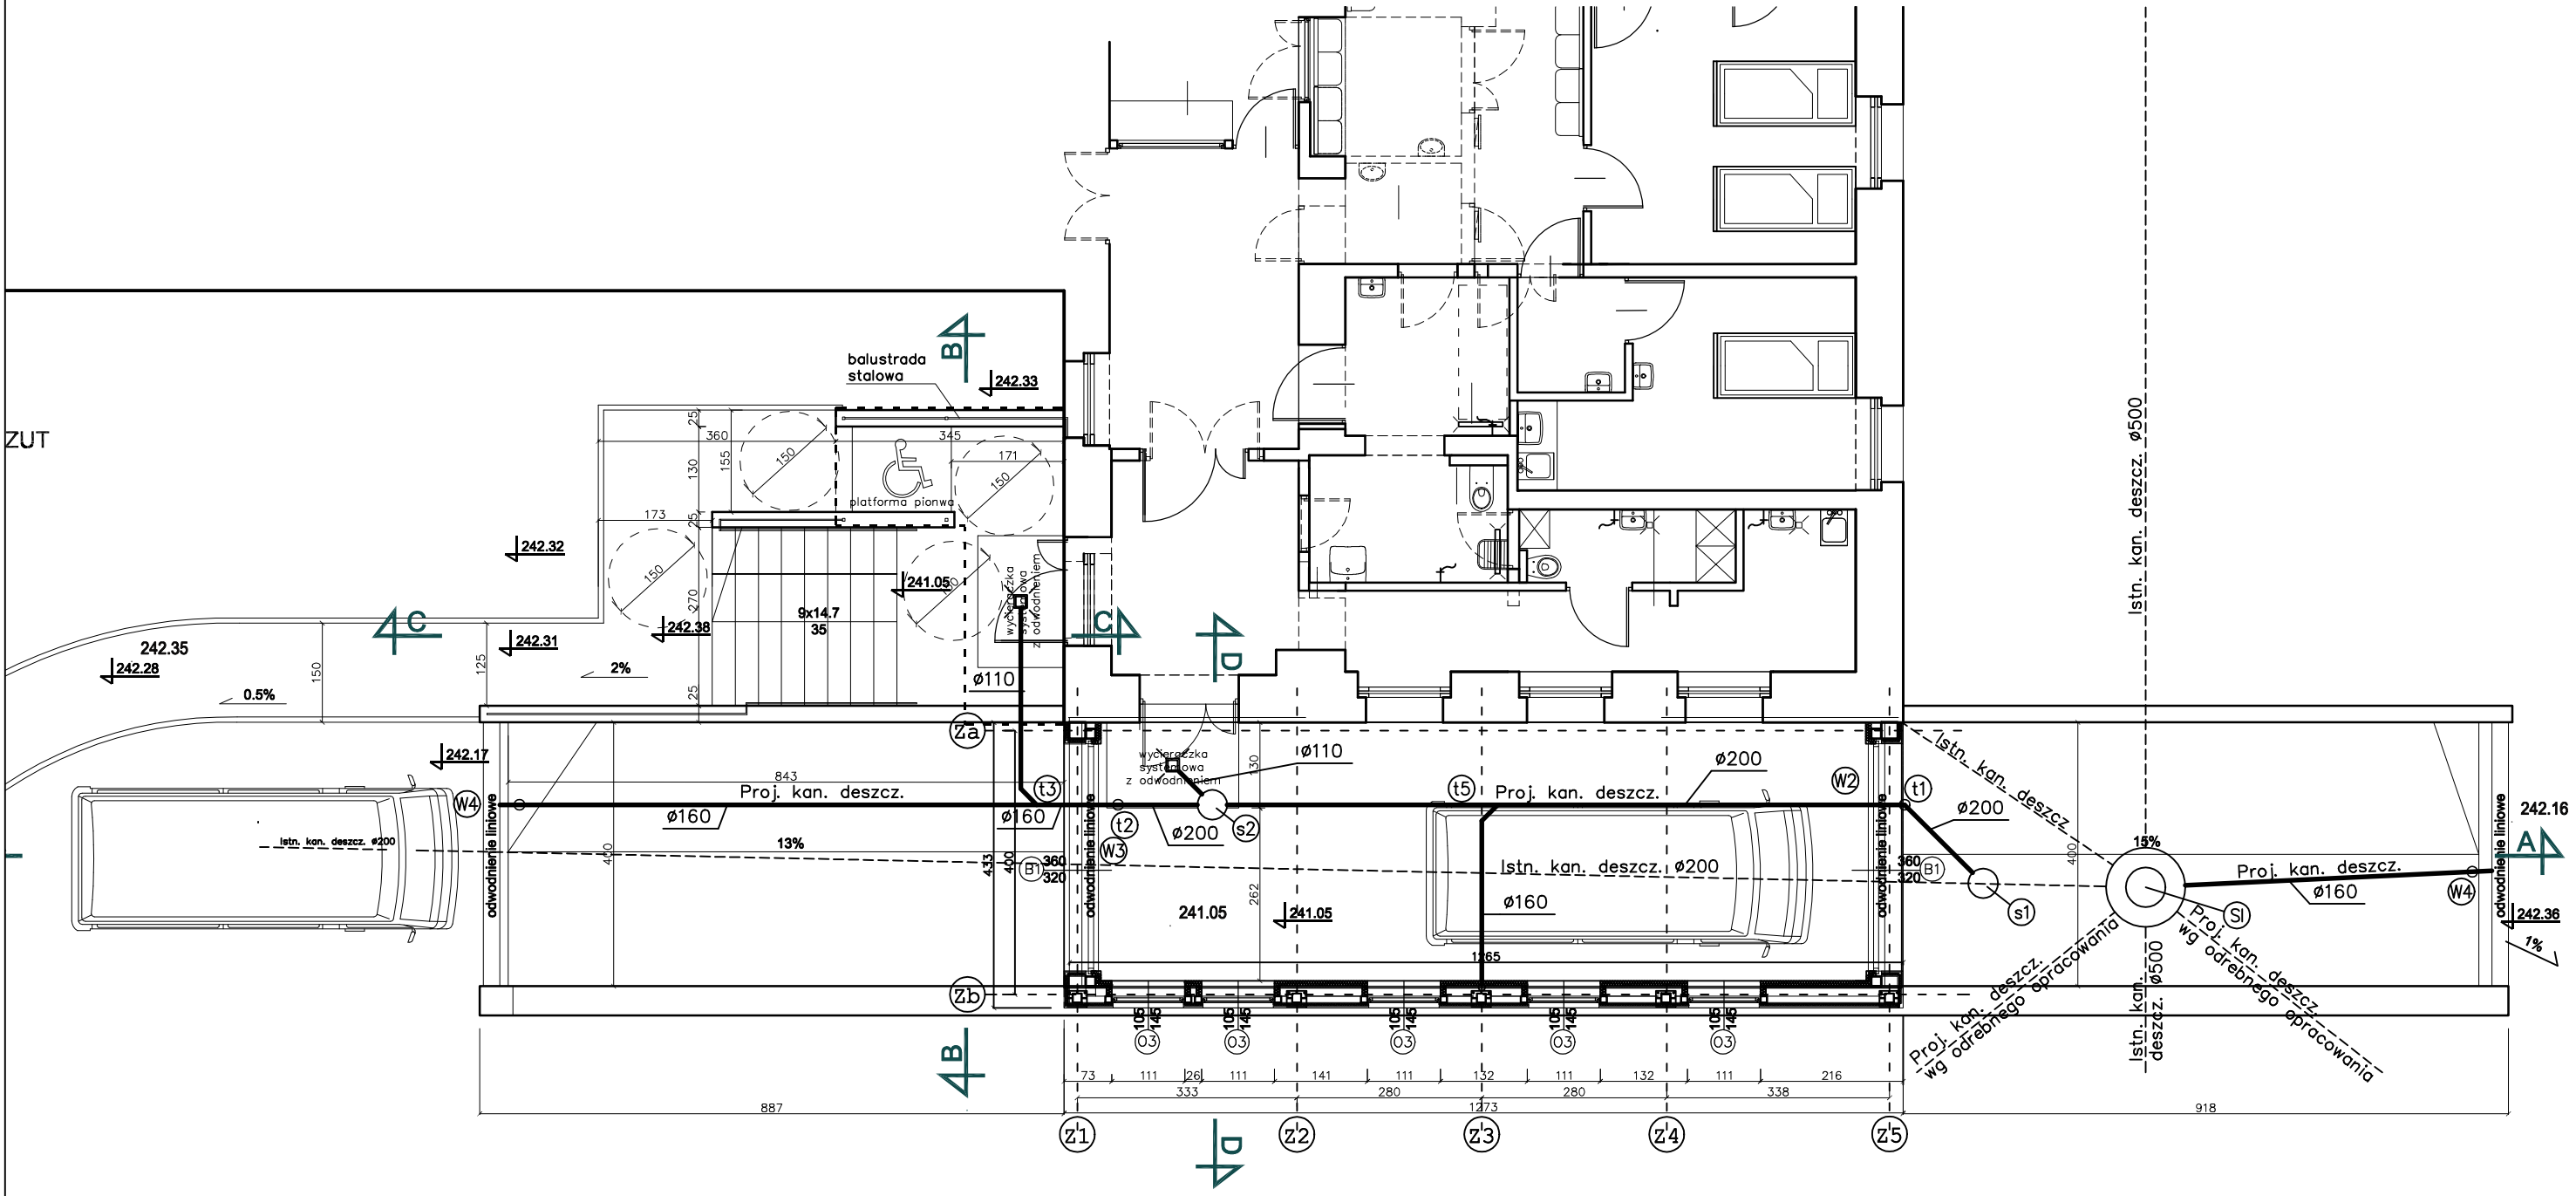 ZUT
balustrada
stalowa
242.33
B
25
360
345
150
155
130
171
150
platforma pionwa
173
25
242.32
150
241.05
wycieraczka
systemowa
z odwodnieniem
270
9x14.7
35
242.38
C
C
D
242.35
242.28
242.31
150
125
2%
0.5%
25
ø110
Istn. kan. deszcz. ø500
Za
242.17
843
Proj. kan. deszcz.
ø160
W4
t3
ø160
wycieraczka
systemowa
z odwodnieniem
130
ø110
t2
W3
ø200
s2
t5
Proj. kan. deszcz.
ø200
W2
t1
ø200
Istn. kan. deszcz.
Istn. kan. deszcz. ø200
odwodnienie liniowe
400
13%
433
400
B1
360
320
odwodnienie liniowe
262
241.05
241.05
Istn. kan. deszcz. ø200
ø160
1265
odwodnienie liniowe
360
320
B1
s1
400
15%
SI
Proj. kan. deszcz.
ø160
W4
odwodnienie liniowe
242.16
A
242.36
1%
Proj. kan. deszcz.
wg odrebnego opracowania
Istn. kan.
deszcz. ø500
Proj. kan. deszcz.
wg odrebnego opracowania
Zb
B
105
145
O3
105
145
O3
105
145
O3
105
145
O3
105
145
O3
73
111
26
111
141
111
132
111
132
111
216
333
280
280
338
887
1273
918
Z'1
Z'2
Z'3
Z'4
Z'5
D